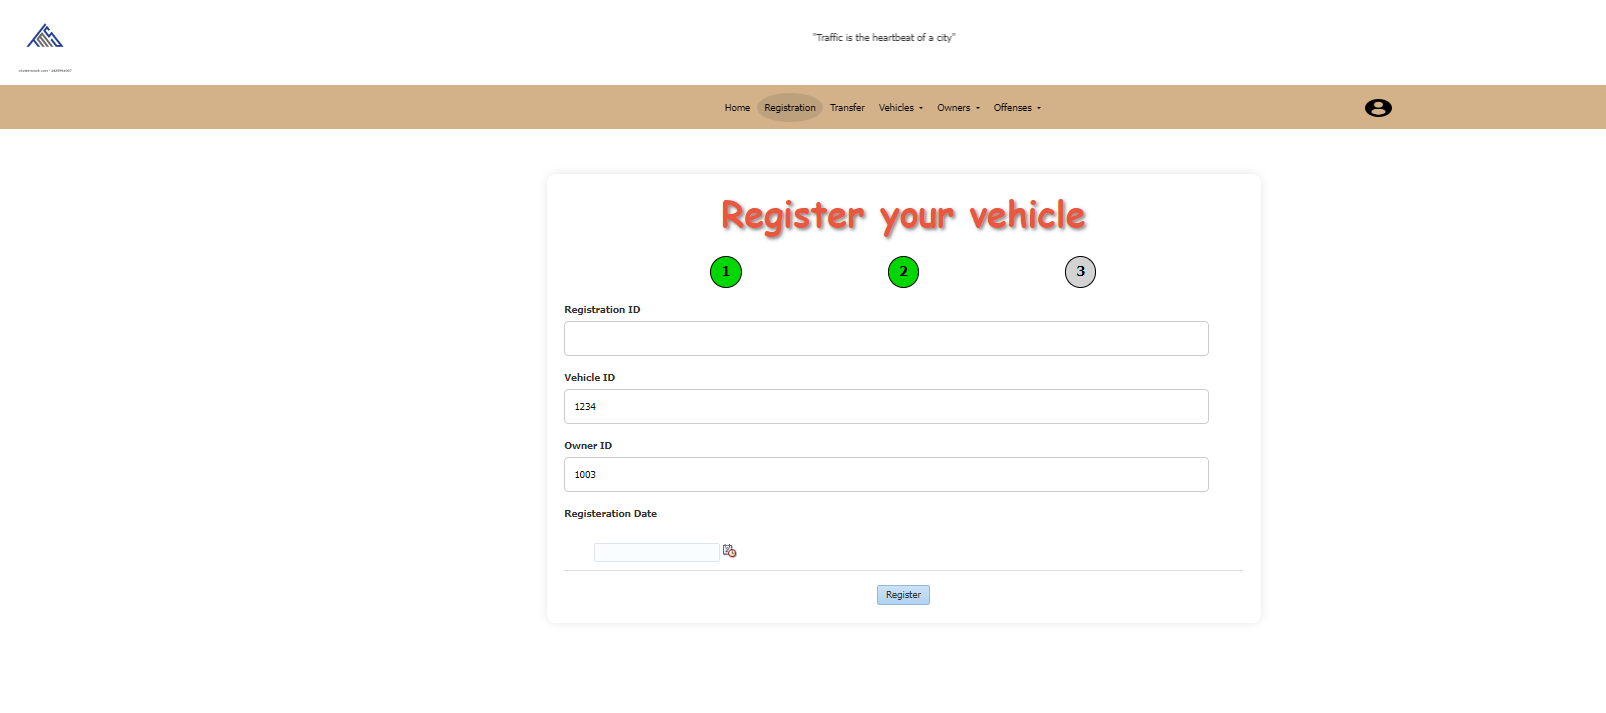 "Traffic is the heartbeat of a city"
Home Registration Transfer Vehicles Owners Offenses
Register your vehicle
1 2 3
Registration ID
Vehicle ID
1234
Owner ID
1003
Registeration Date
Register